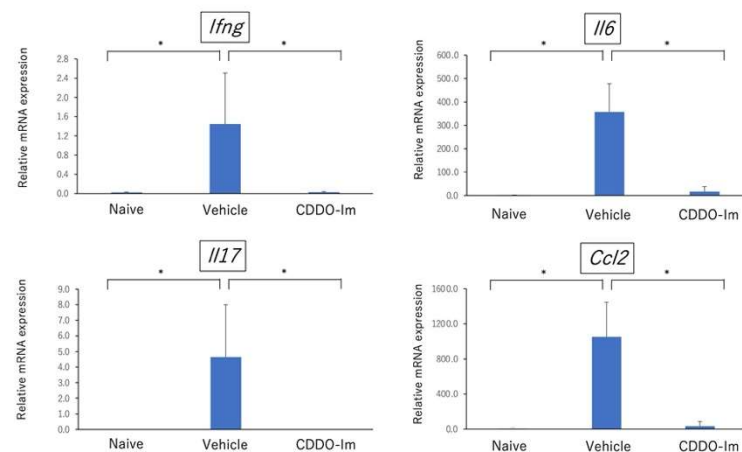 Ifng
* *
Relative mRNA expression
2.8
2.4
2.0
1.6
1.2
0.8
0.4
0.0
Naive Vehicle CDDO-Im
Il6
* *
Relative mRNA expression
600.0
500.0
400.0
300.0
200.0
100.0
0.0
Naive Vehicle CDDO-Im
Il17
* *
Relative mRNA expression
9.0
8.0
7.0
6.0
5.0
4.0
3.0
2.0
1.0
0.0
Naive Vehicle CDDO-Im
Ccl2
* *
Relative mRNA expression
1600.0
1200.0
800.0
400.0
0.0
Naive Vehicle CDDO-Im